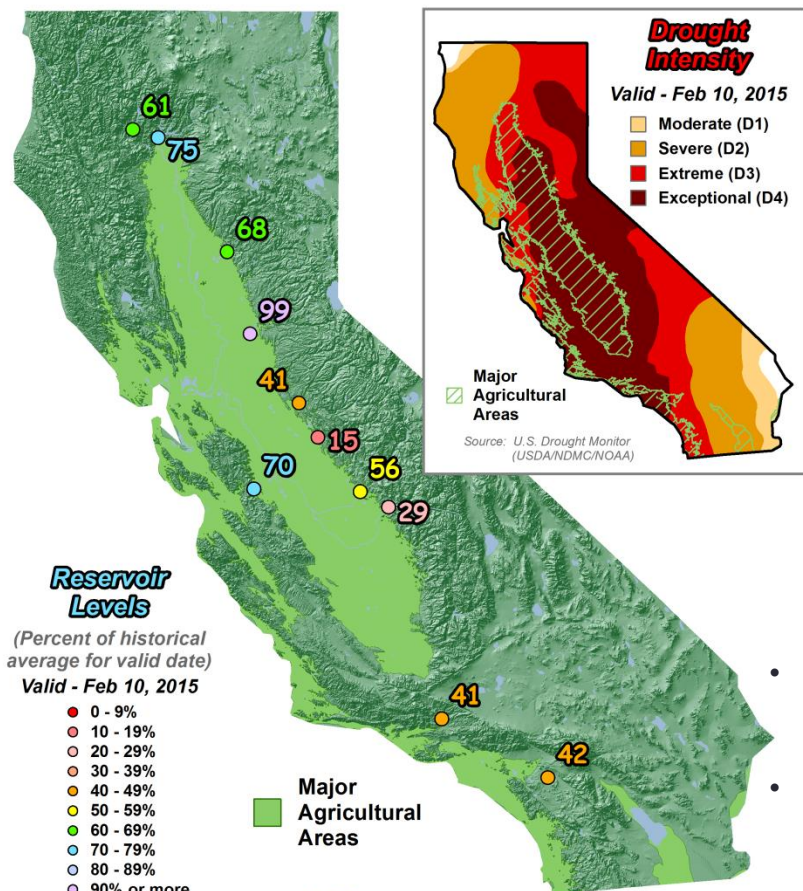 61
75
68
99
41
15
70
56
29
41
42
Drought
Intensity
Valid - Feb 10, 2015
Moderate (D1)
Severe (D2)
Extreme (D3)
Exceptional (D4)
Major
Agricultural
Areas
Source: U.S. Drought Monitor
(USDA/NDMC/NOAA)
Reservoir
Levels
(Percent of historical
average for valid date)
Valid - Feb 10, 2015
0 - 9%
10 - 19%
20 - 29%
30 - 39%
40 - 49%
50 - 59%
60 - 69%
70 - 79%
80 - 89%
90% or more
Major
Agricultural
Areas